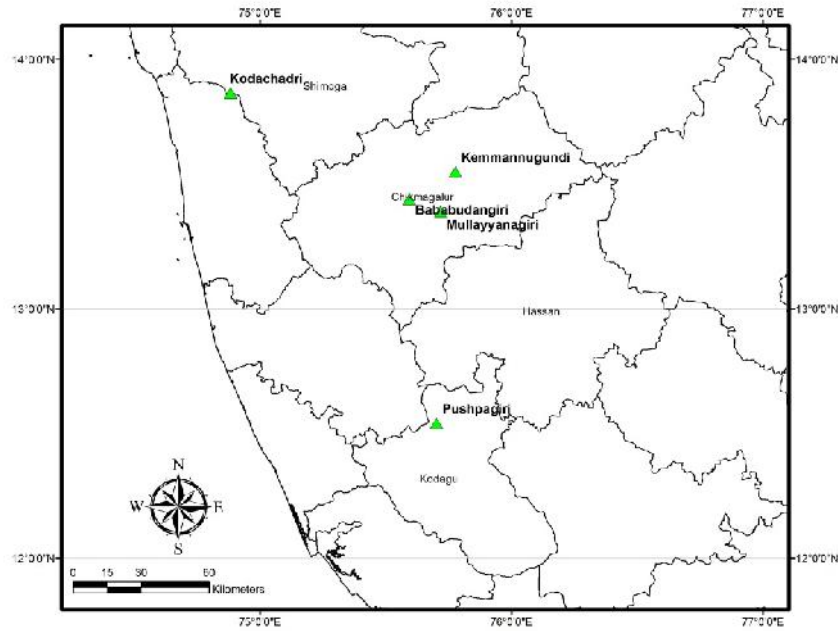 75°0'0"E 76°0'0"E 77°0'0"E
14°0'0"N 14°0'0"N
Kodachadri
Shimoga
Kemmannugundi
Chikmagalur
Bababudangiri
Mullayyanagiri
13°0'0"N 13°0'0"N
Hassan
Pushpagiri
Kodagu
N
W E
S
12°0'0"N 12°0'0"N
0 15 30 60
Kilometers
75°0'0"E 76°0'0"E 77°0'0"E